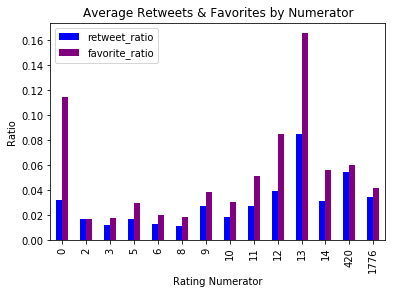 Average Retweets & Favorites by Numerator
retweet_ratio
favorite_ratio
Ratio
0.16
0.14
0.12
0.10
0.08
0.06
0.04
0.02
0.00
0 2 3 5 6 8 9 10 11 12 13 14 420 1776
Rating Numerator